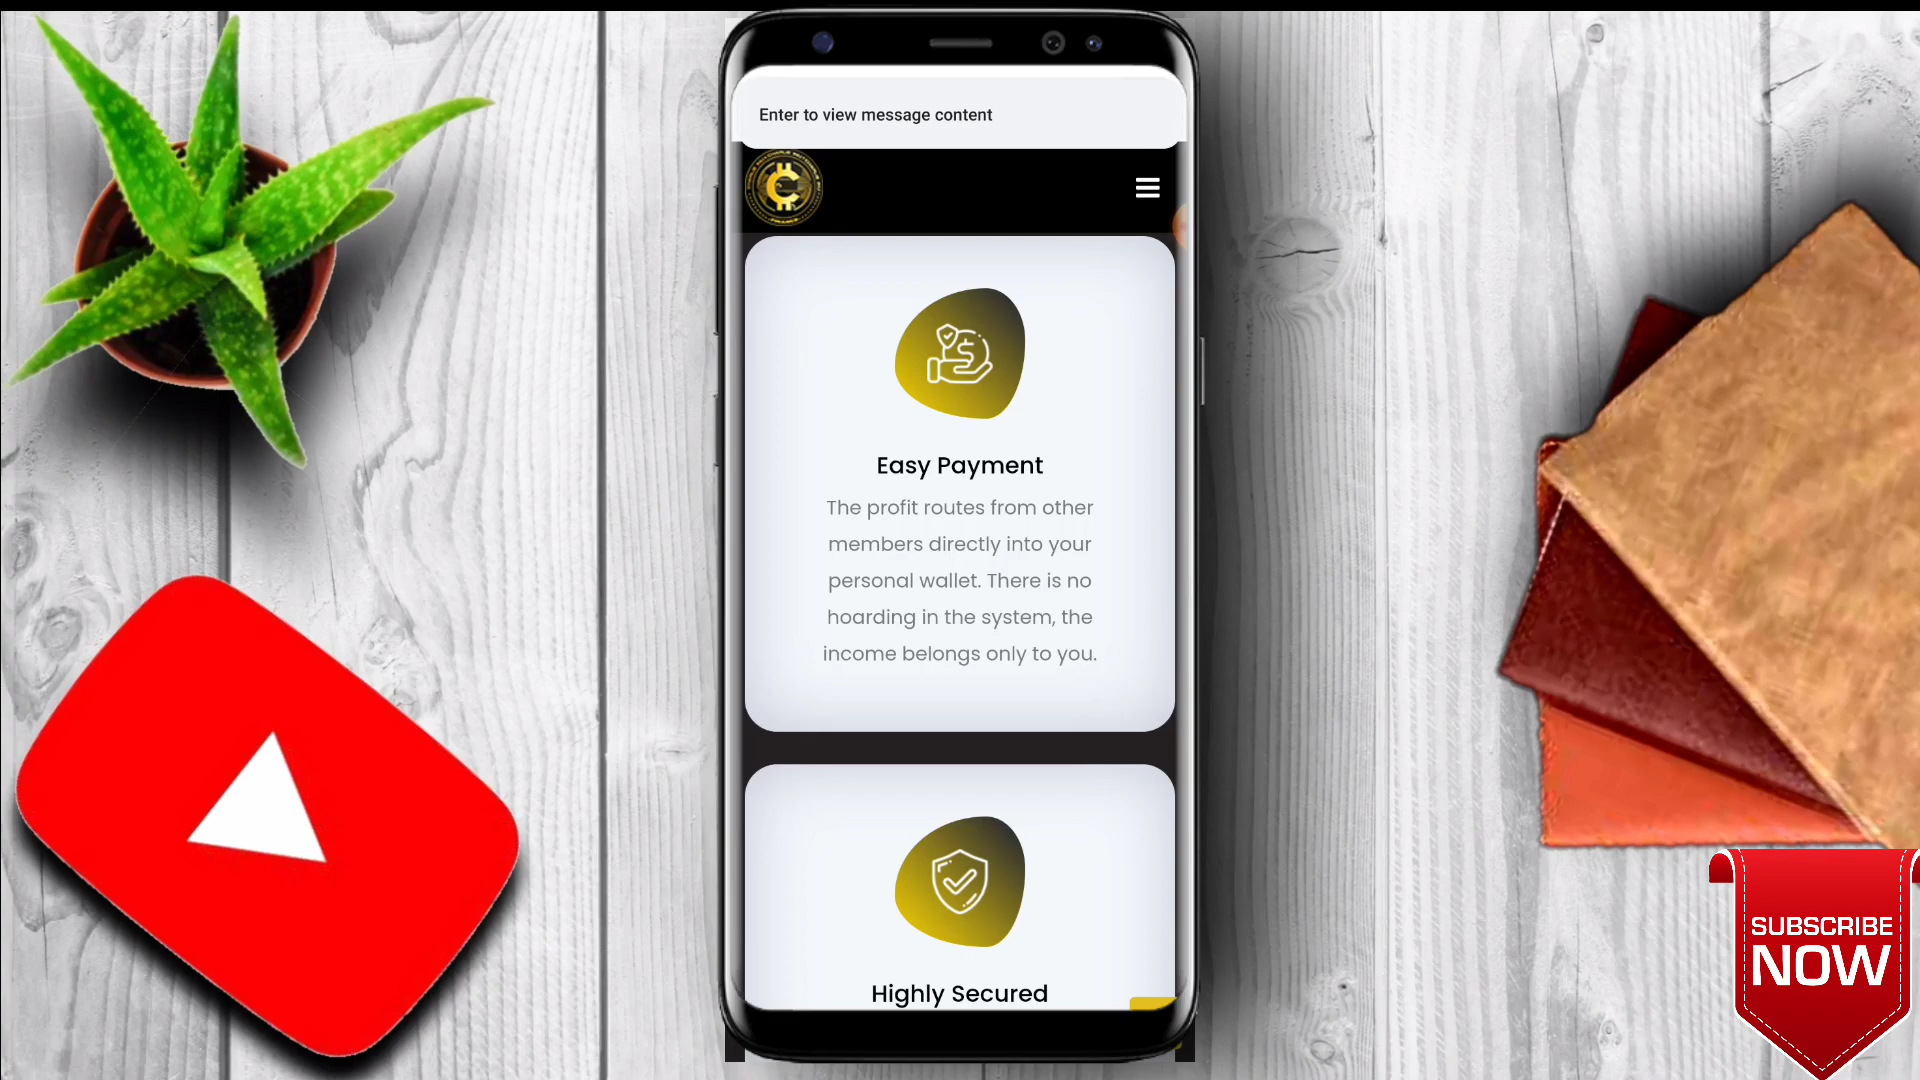 Enter to view message content
Easy Payment
The profit routes from other
members directly into your
personal wallet. There is no
hoarding in the system, the
income belongs only to you.
Highly Secured
SUBSCRIBE
NOW